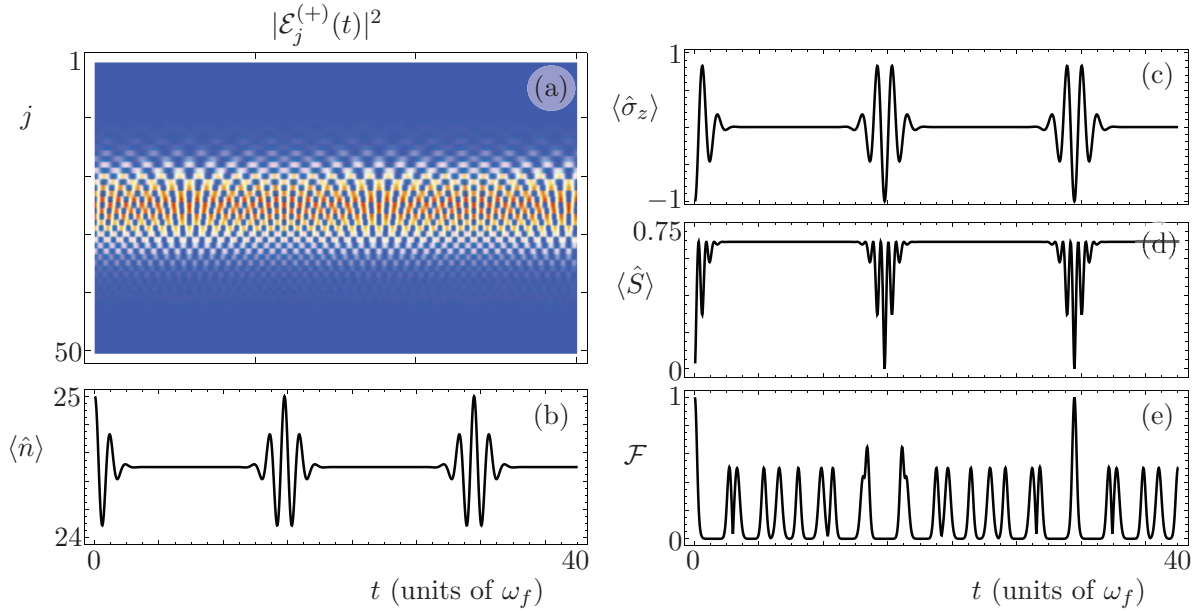 |ℰ_j^{(+)}(t)|²
1
(a)
j
50
25
(b)
⟨n̂⟩
24
0
40
t (units of ω_f)
1
(c)
⟨σ̂_z⟩
−1
0.75
(d)
⟨Ŝ⟩
0
1
(e)
ℱ
0
0
40
t (units of ω_f)